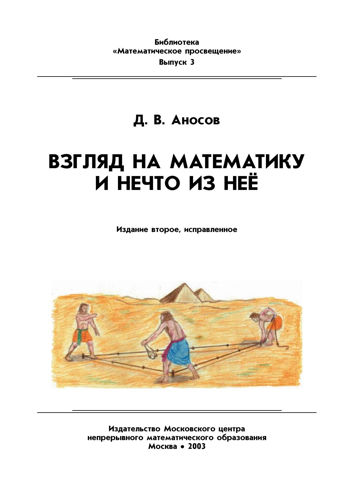 Библиотека
«Математическое просвещение»
Выпуск 3
Д. В. Аносов
ВЗГЛЯД НА МАТЕМАТИКУ
И НЕЧТО ИЗ НЕЁ
Издание второе, исправленное
Издательство Московского центра
непрерывного математического образования
Москва • 2003